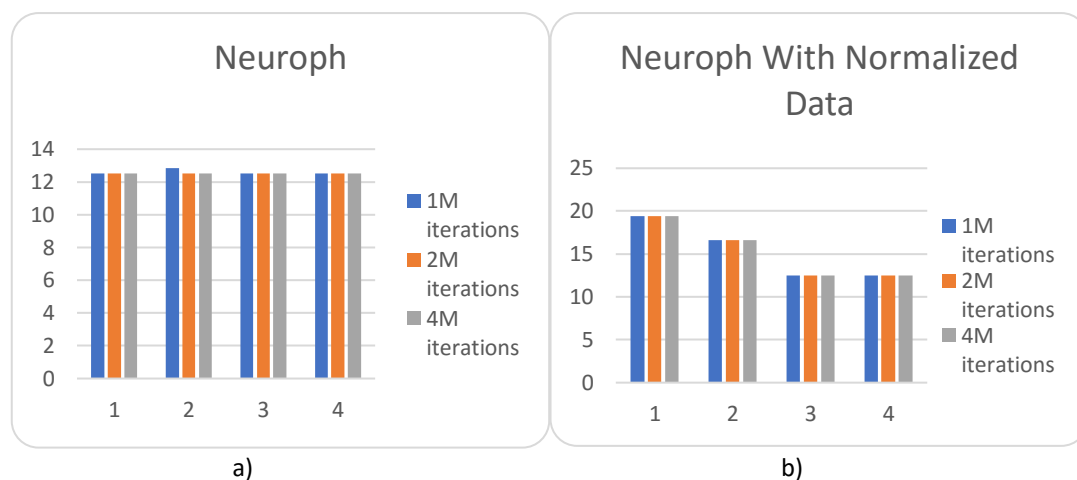 Neuroph
14
12
10
8
6
4
2
0
1 2 3 4
1M
iterations
2M
iterations
4M
iterations
a)
Neuroph With Normalized
Data
25
20
15
10
5
0
1 2 3 4
1M
iterations
2M
iterations
4M
iterations
b)